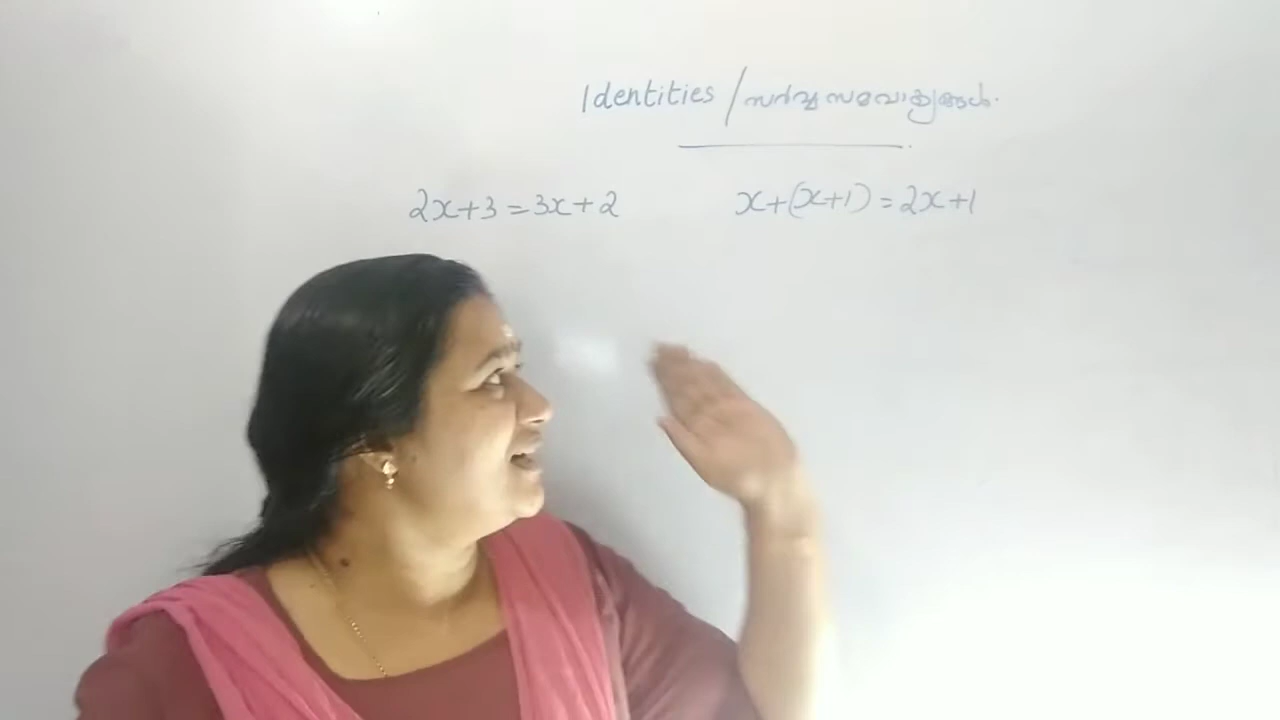 Identities / സർവ്വസമവാക്യങ്ങൾ.
2x+3=3x+2 x+(x+1)=2x+1